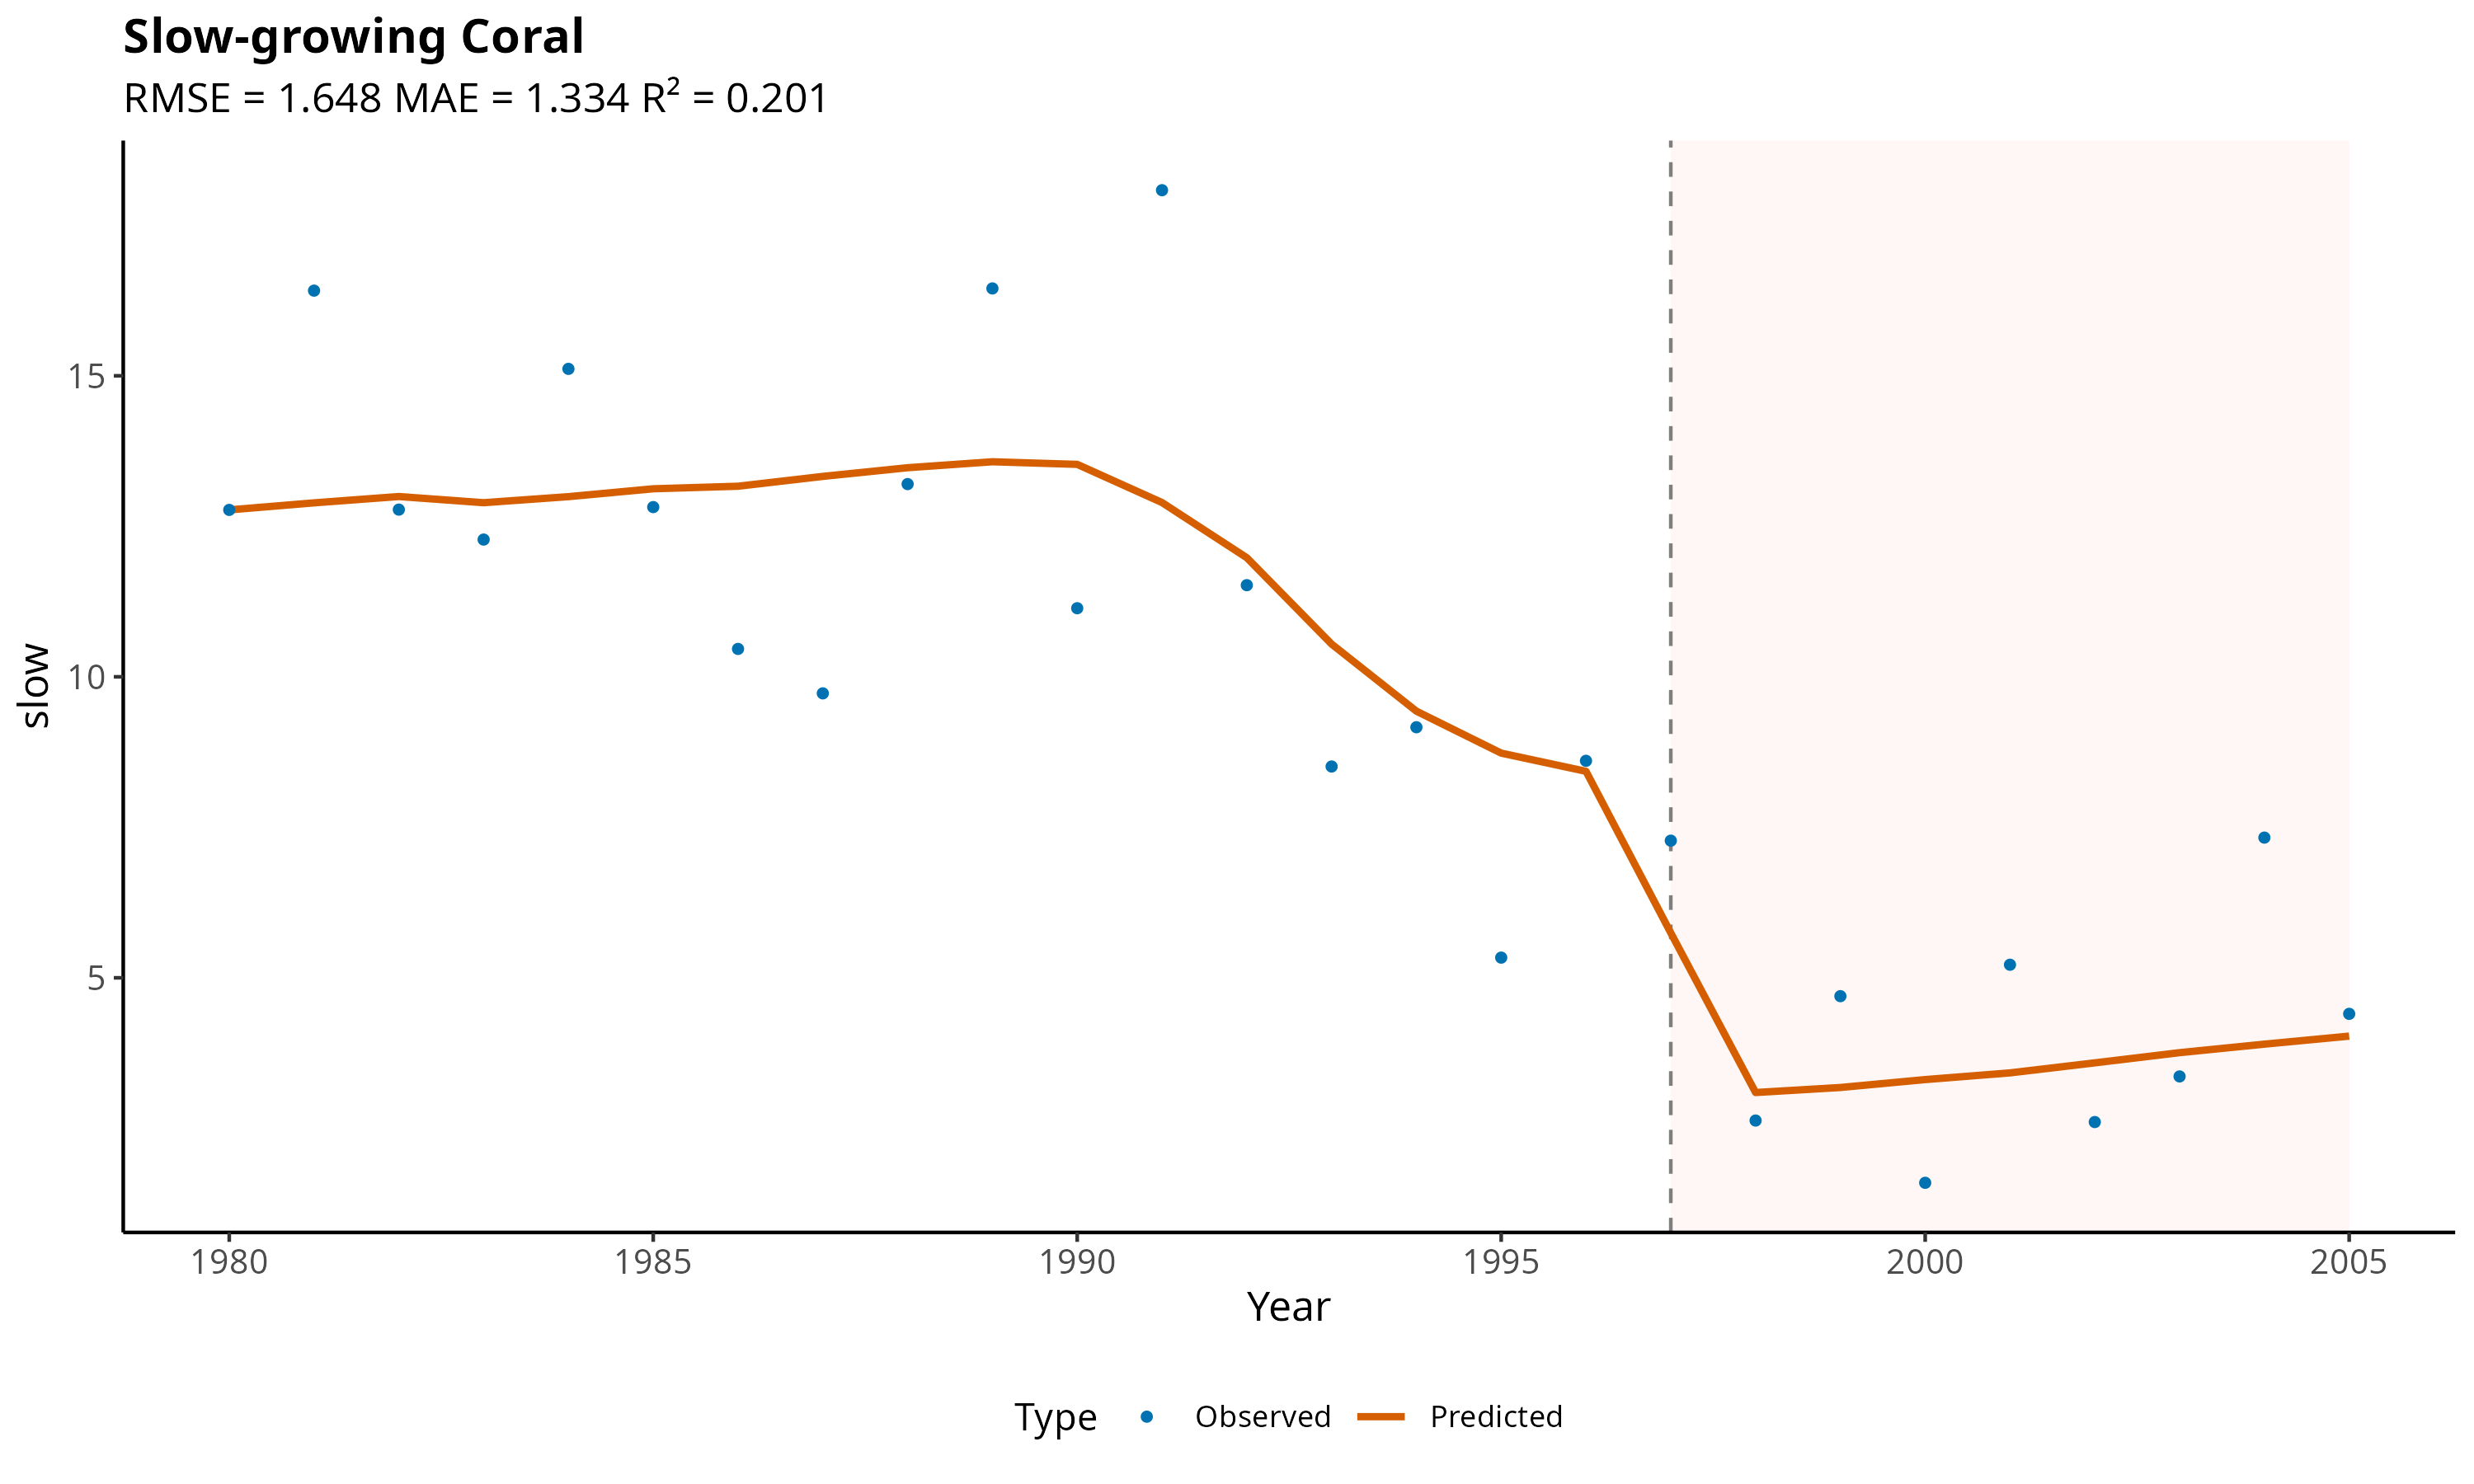 Slow-growing Coral
RMSE = 1.648 MAE = 1.334 R² = 0.201
slow
15
10
5
1980 1985 1990 1995 2000 2005
Year
Type Observed Predicted